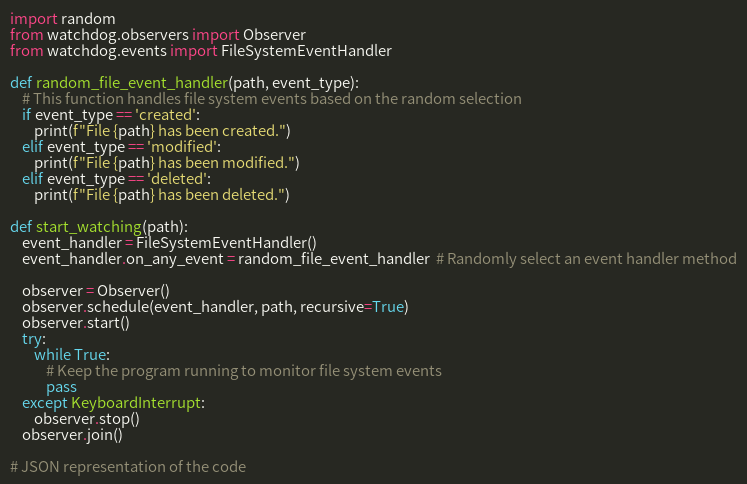 import random
from watchdog.observers import Observer
from watchdog.events import FileSystemEventHandler

def random_file_event_handler(path, event_type):
    # This function handles file system events based on the random selection
    if event_type == 'created':
        print(f"File {path} has been created.")
    elif event_type == 'modified':
        print(f"File {path} has been modified.")
    elif event_type == 'deleted':
        print(f"File {path} has been deleted.")

def start_watching(path):
    event_handler = FileSystemEventHandler()
    event_handler.on_any_event = random_file_event_handler  # Randomly select an event handler method

    observer = Observer()
    observer.schedule(event_handler, path, recursive=True)
    observer.start()
    try:
        while True:
            # Keep the program running to monitor file system events
            pass
    except KeyboardInterrupt:
        observer.stop()
    observer.join()

# JSON representation of the code